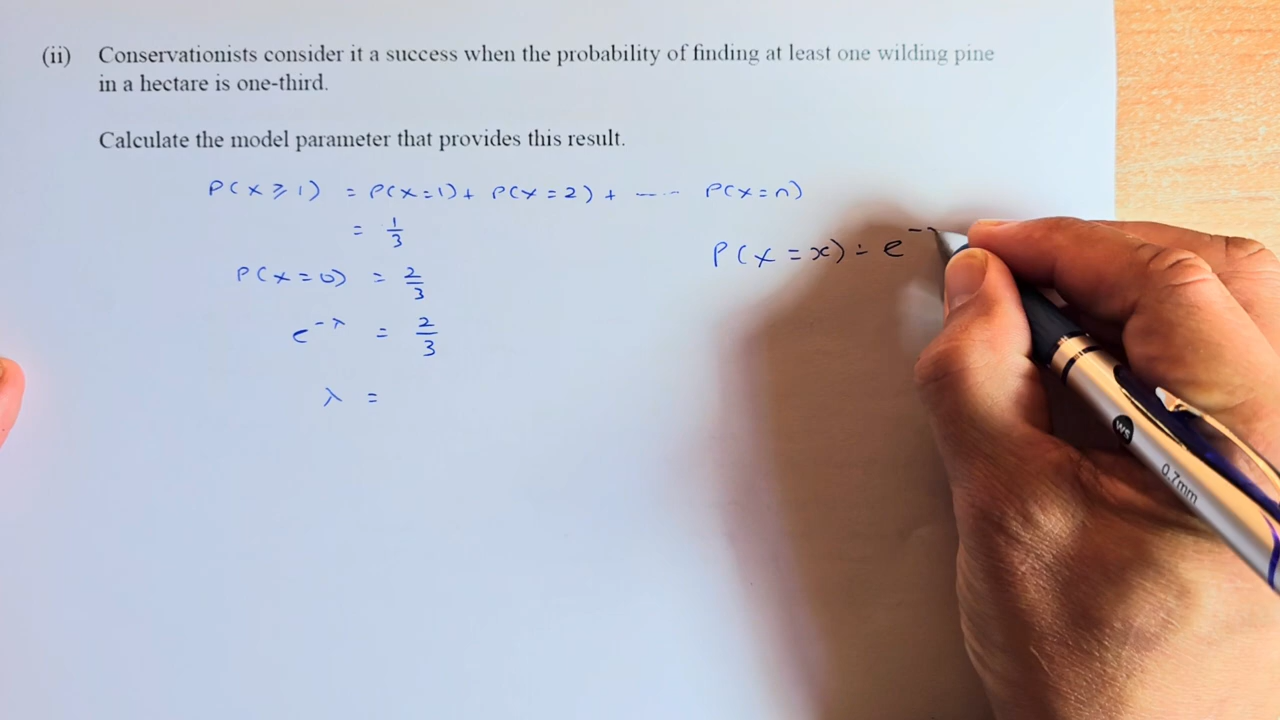 (ii) Conservationists consider it a success when the probability of finding at least one wilding pine
in a hectare is one-third.
Calculate the model parameter that provides this result.
P(X ≥ 1) = P(X=1) + P(X=2) + ---- P(X=n)
= 1/3
P(X=x) = e^-
P(X=0) = 2/3
e^-λ = 2/3
λ =
WS
0.7mm